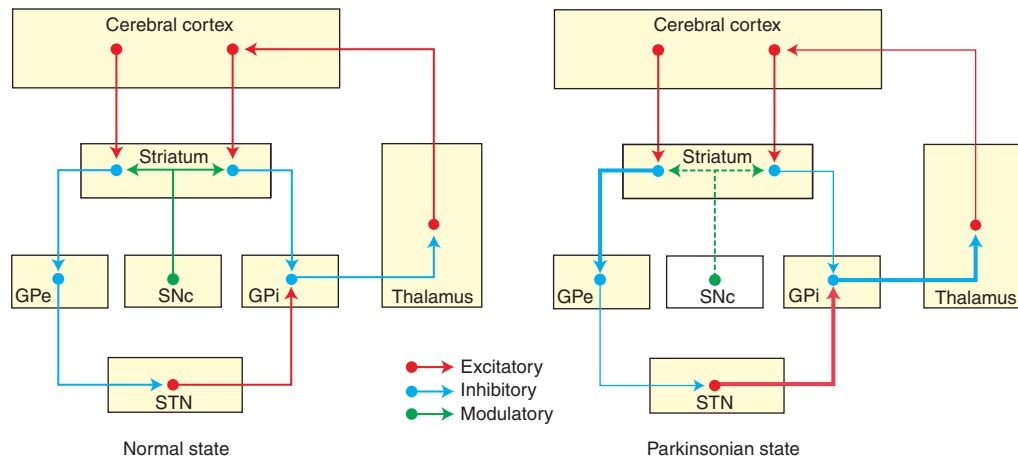 Cerebral cortex
Striatum
GPe
SNc
GPi
Thalamus
STN
Normal state
Excitatory
Inhibitory
Modulatory
Cerebral cortex
Striatum
GPe
SNc
GPi
Thalamus
STN
Parkinsonian state